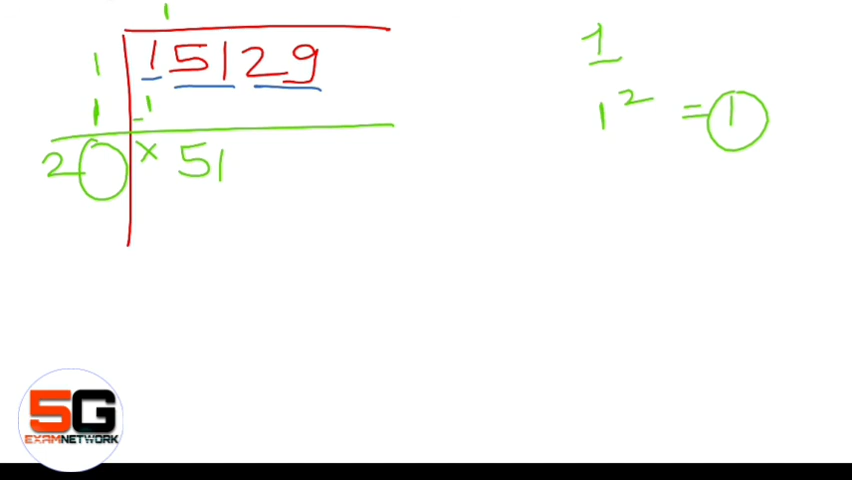 1
1 15129 1
1 -1 1² = 1
2 × 51
5G
EXAMNETWORK